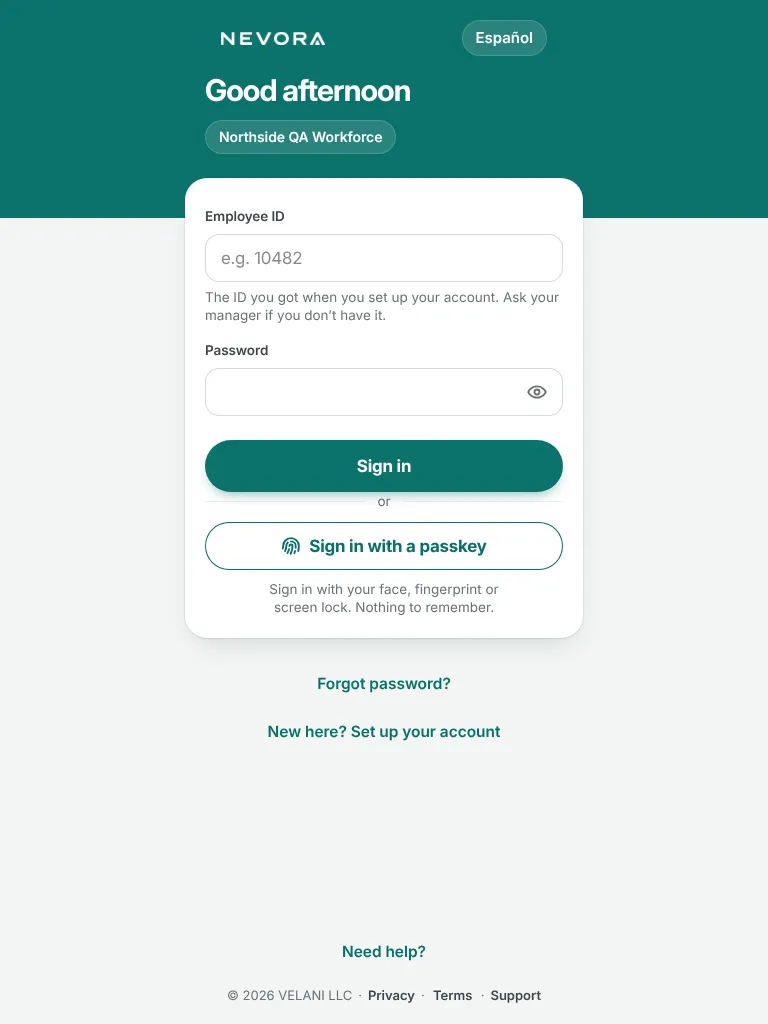 NEVORA
Español
Good afternoon
Northside QA Workforce
Employee ID
e.g. 10482
The ID you got when you set up your account. Ask your
manager if you don’t have it.
Password
Sign in
or
Sign in with a passkey
Sign in with your face, fingerprint or
screen lock. Nothing to remember.
Forgot password?
New here? Set up your account
Need help?
© 2026 VELANI LLC · Privacy · Terms · Support